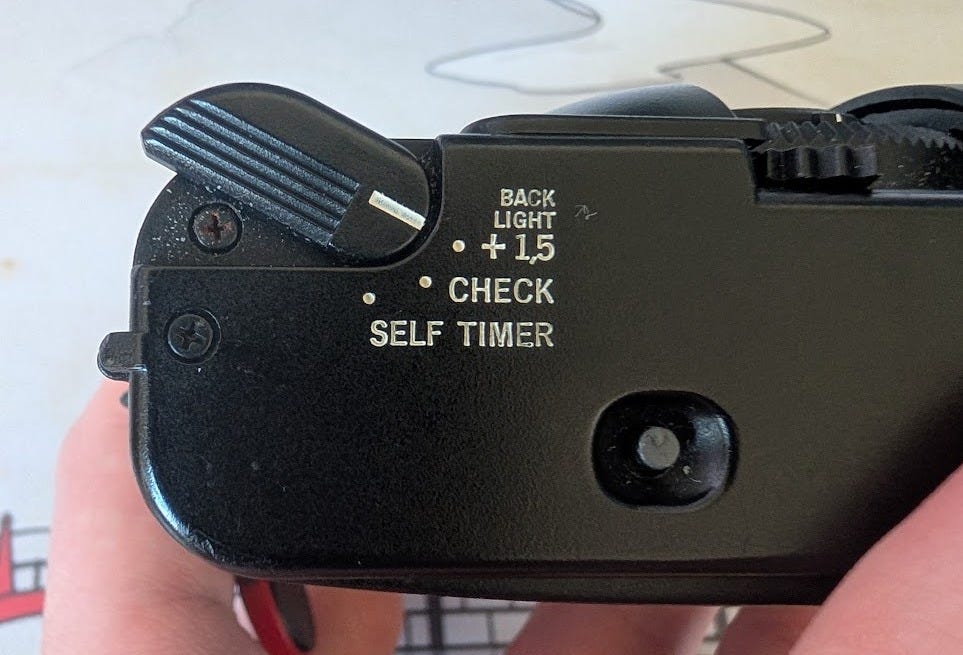 BACK
LIGHT
+ 1,5
CHECK
SELF TIMER